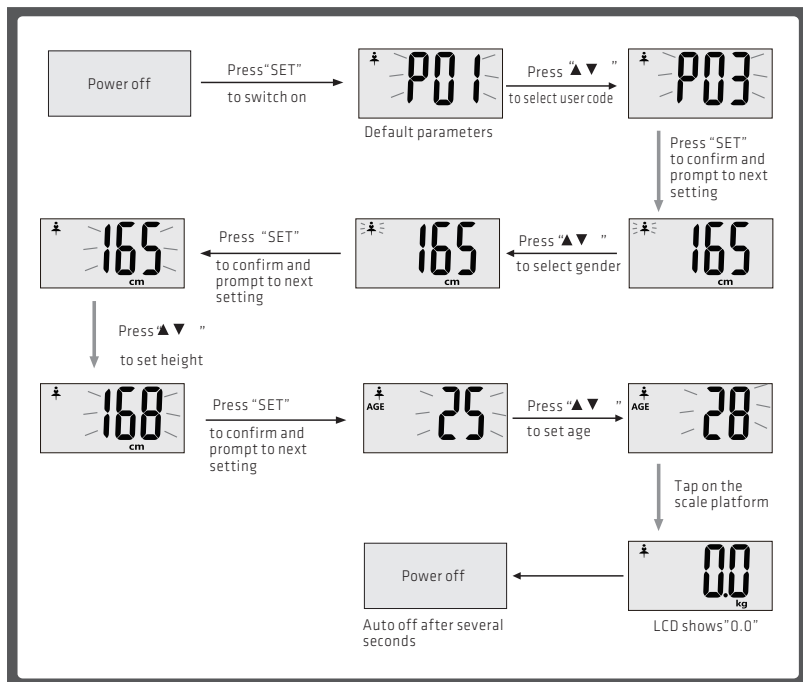 Power off
Press“SET”
to switch on
P01
Default parameters
Press “▲▼ ”
to select user code
P03
Press “SET”
to confirm and
prompt to next
setting
165
cm
Press “▲▼ ”
to select gender
165
cm
Press “SET”
to confirm and
prompt to next
setting
165
cm
Press“▲▼ ”
to set height
168
cm
Press “SET”
to confirm and
prompt to next
setting
AGE
25
Press “▲▼ ”
to set age
AGE
28
Tap on the
scale platform
0.0
kg
LCD shows"0.0"
Power off
Auto off after several
seconds